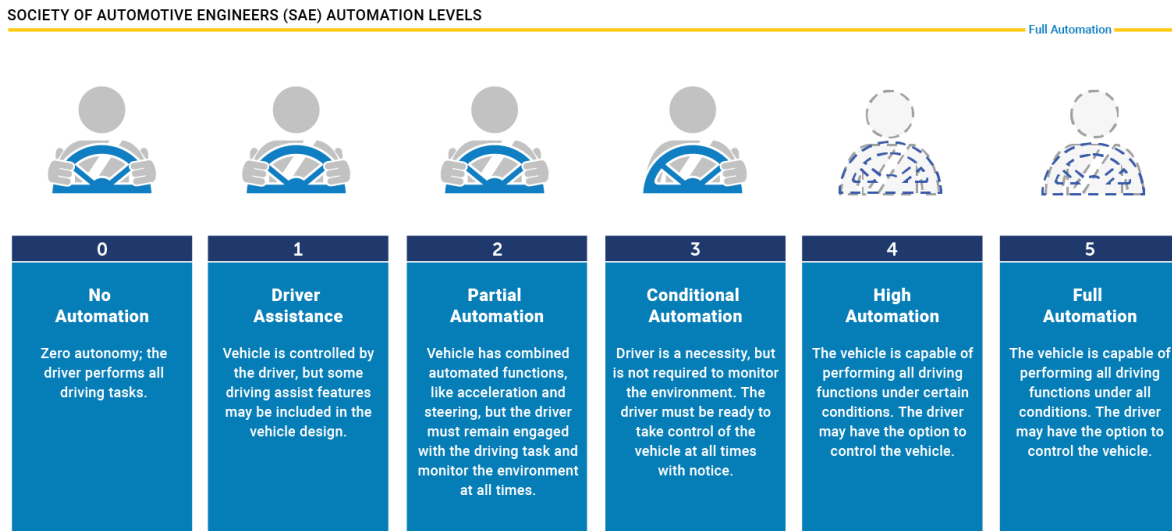 SOCIETY OF AUTOMOTIVE ENGINEERS (SAE) AUTOMATION LEVELS
Full Automation
0
No
Automation
Zero autonomy; the
driver performs all
driving tasks.
1
Driver
Assistance
Vehicle is controlled by
the driver, but some
driving assist features
may be included in the
vehicle design.
2
Partial
Automation
Vehicle has combined
automated functions,
like acceleration and
steering, but the driver
must remain engaged
with the driving task and
monitor the environment
at all times.
3
Conditional
Automation
Driver is a necessity, but
is not required to monitor
the environment. The
driver must be ready to
take control of the
vehicle at all times
with notice.
4
High
Automation
The vehicle is capable of
performing all driving
functions under certain
conditions. The driver
may have the option to
control the vehicle.
5
Full
Automation
The vehicle is capable of
performing all driving
functions under all
conditions. The driver
may have the option to
control the vehicle.